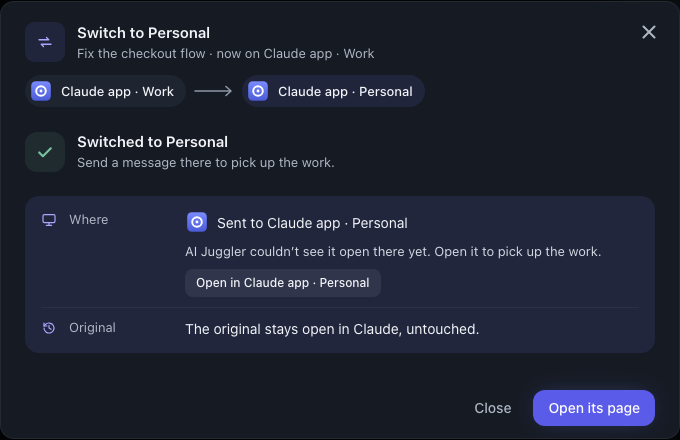 Switch to Personal
Fix the checkout flow · now on Claude app · Work
Claude app · Work
Claude app · Personal
Switched to Personal
Send a message there to pick up the work.
Where
Sent to Claude app · Personal
AI Juggler couldn’t see it open there yet. Open it to pick up the work.
Open in Claude app · Personal
Original
The original stays open in Claude, untouched.
Close
Open its page